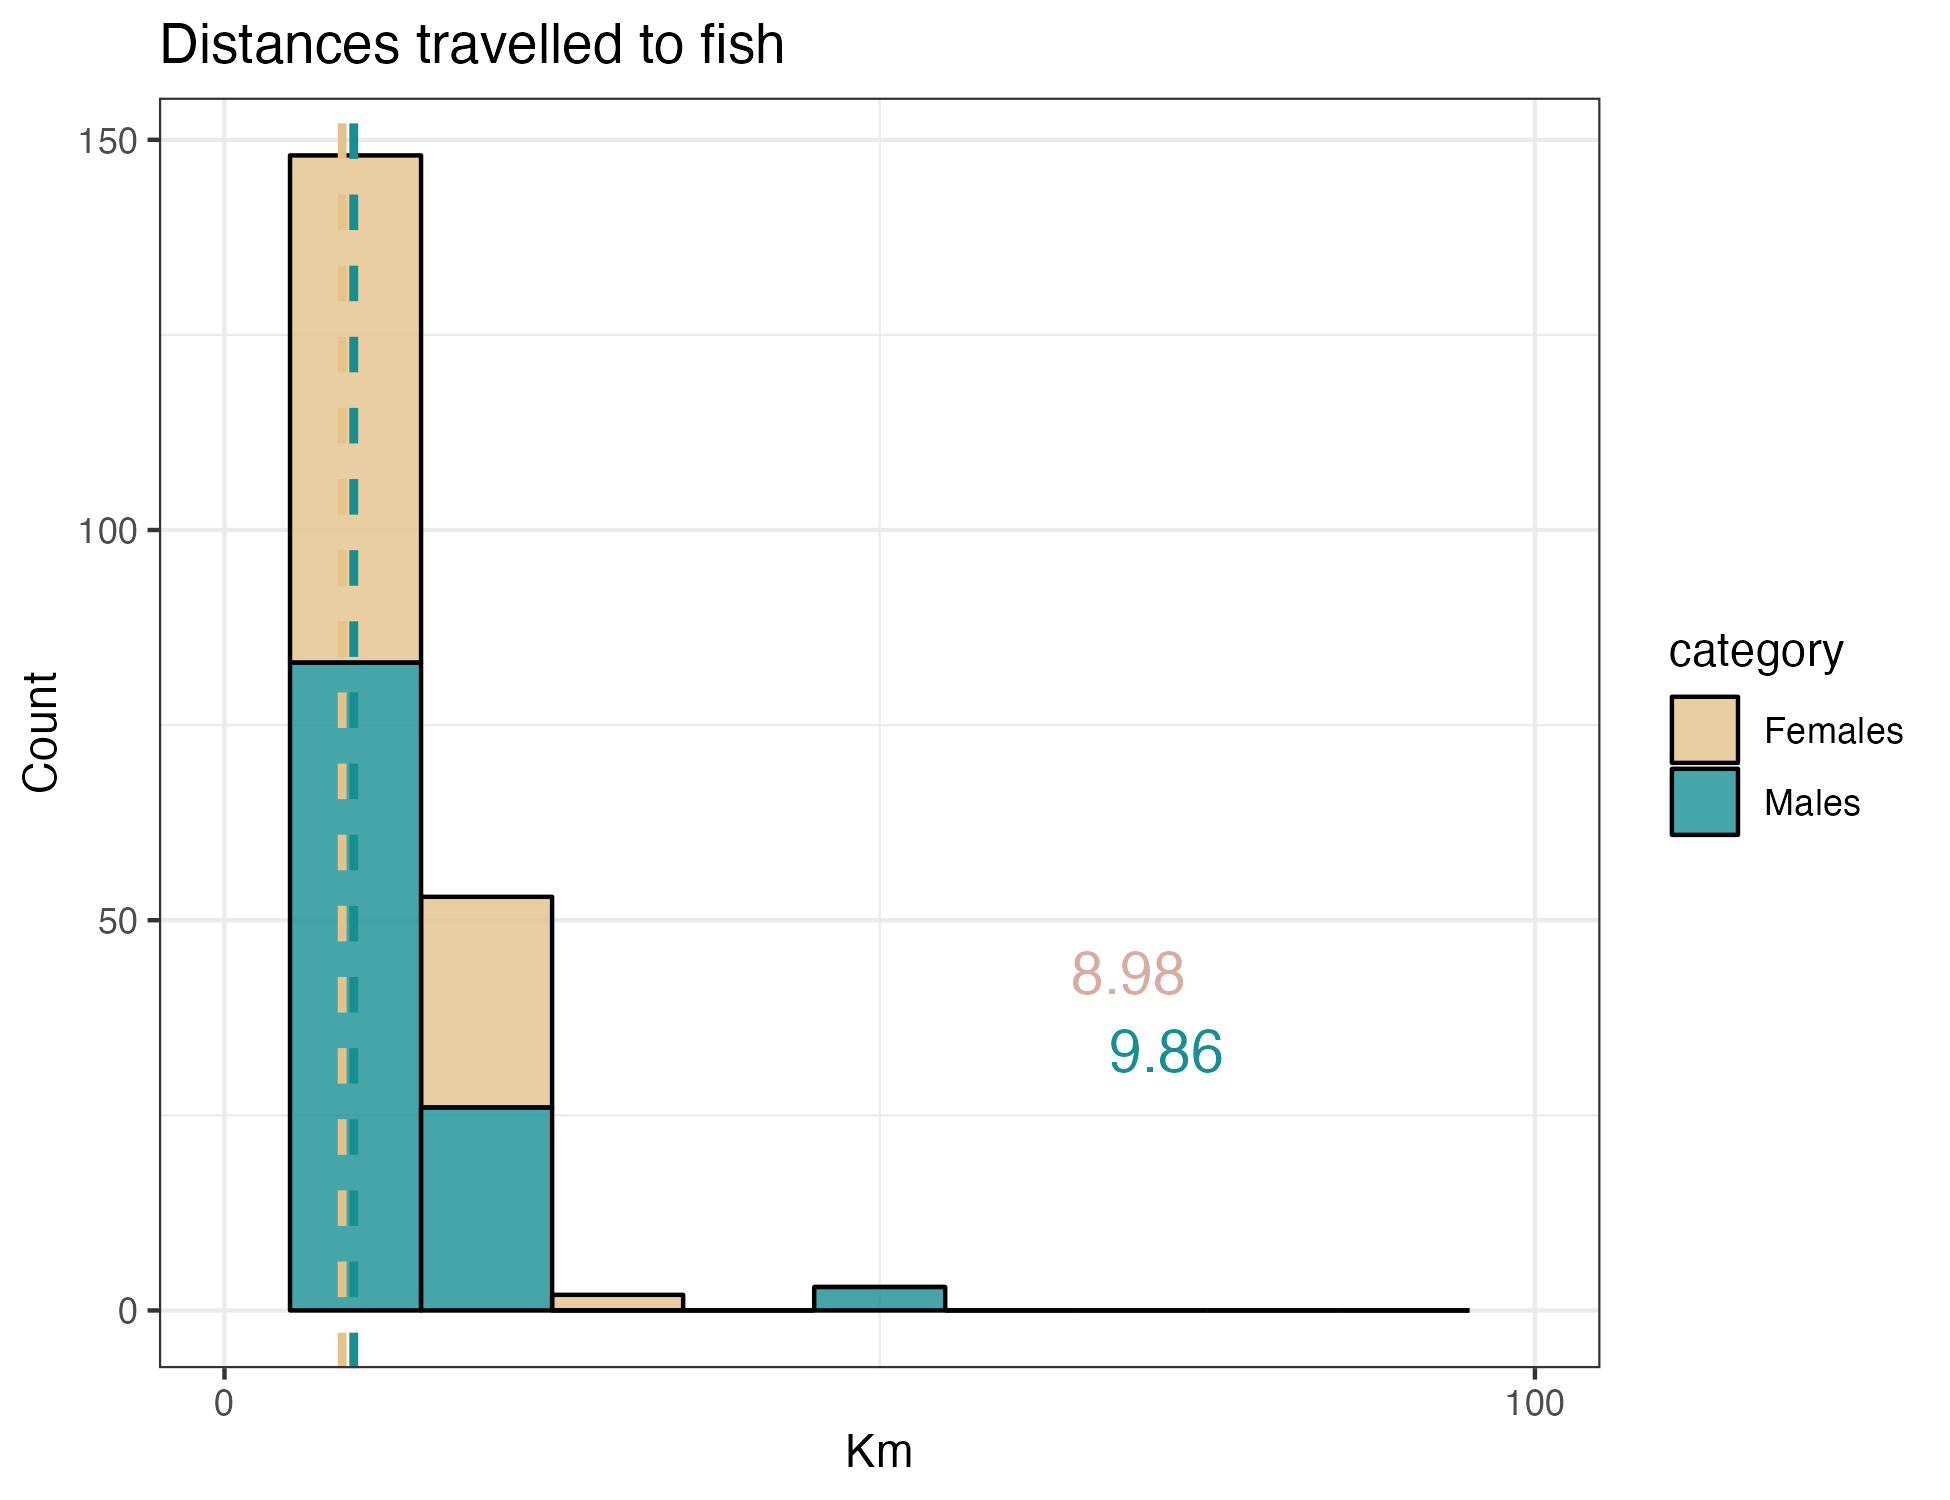 Distances travelled to fish
150
100
50
0
Count
8.98
9.86
0
100
Km
category
Females
Males